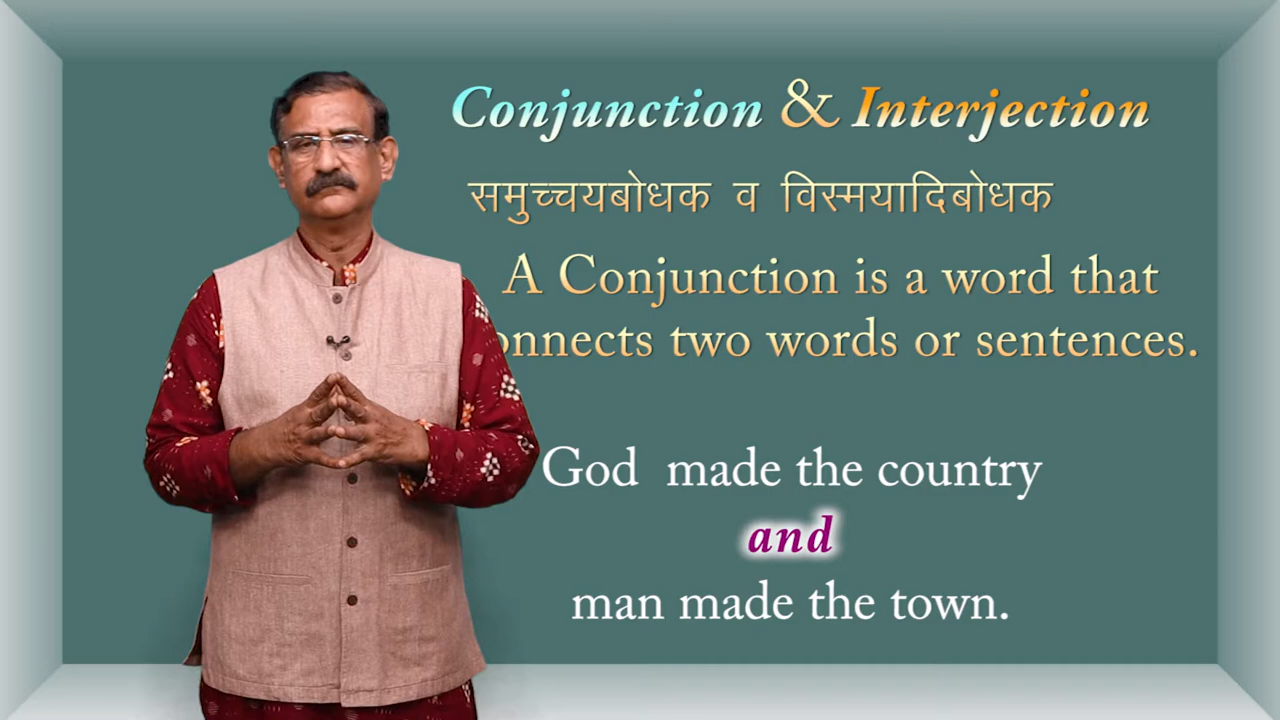 Conjunction & Interjection
समुच्चयबोधक व विस्मयादिबोधक
A Conjunction is a word that
onnects two words or sentences.
God made the country
and
man made the town.